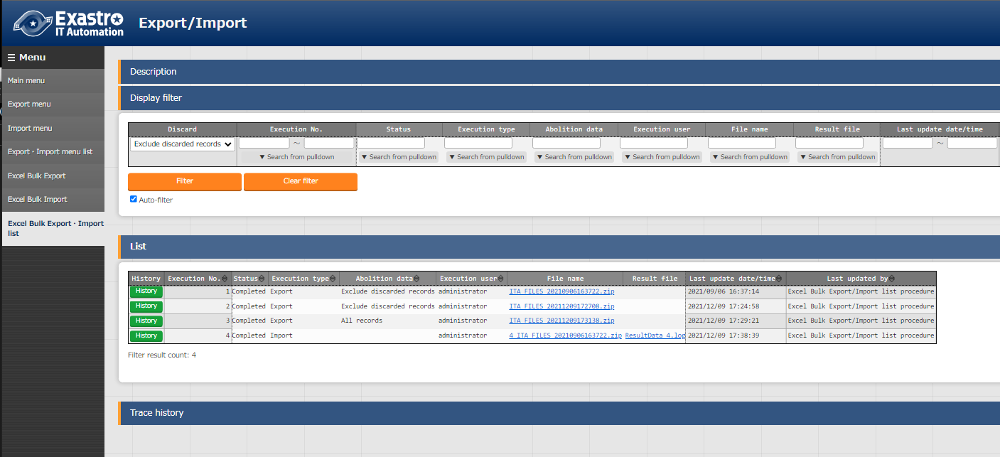 Exastro
IT Automation
Export/Import
☰ Menu
Main menu
Export menu
Import menu
Export・Import menu list
Excel Bulk Export
Excel Bulk Import
Excel Bulk Export・Import
list
Description
Display filter
Discard Execution No. Status Execution type Abolition data Execution user File name Result file Last update date/time
Exclude discarded records ～ ～
▼ Search from pulldown ▼ Search from pulldown ▼ Search from pulldown ▼ Search from pulldown ▼ Search from pulldown ▼ Search from pulldown ▼ Search from pulldown
Filter Clear filter
Auto-filter
List
History Execution No. Status Execution type Abolition data Execution user File name Result file Last update date/time Last updated by
History 1 Completed Export Exclude discarded records administrator ITA_FILES_20210906163722.zip 2021/09/06 16:37:14 Excel Bulk Export/Import list procedure
History 2 Completed Export Exclude discarded records administrator ITA_FILES_20211209172708.zip 2021/12/09 17:24:58 Excel Bulk Export/Import list procedure
History 3 Completed Export All records administrator ITA_FILES_20211209173138.zip 2021/12/09 17:29:21 Excel Bulk Export/Import list procedure
History 4 Completed Import administrator 4_ITA_FILES_20210906163722.zip ResultData_4.log 2021/12/09 17:38:39 Excel Bulk Export/Import list procedure
Filter result count: 4
Trace history